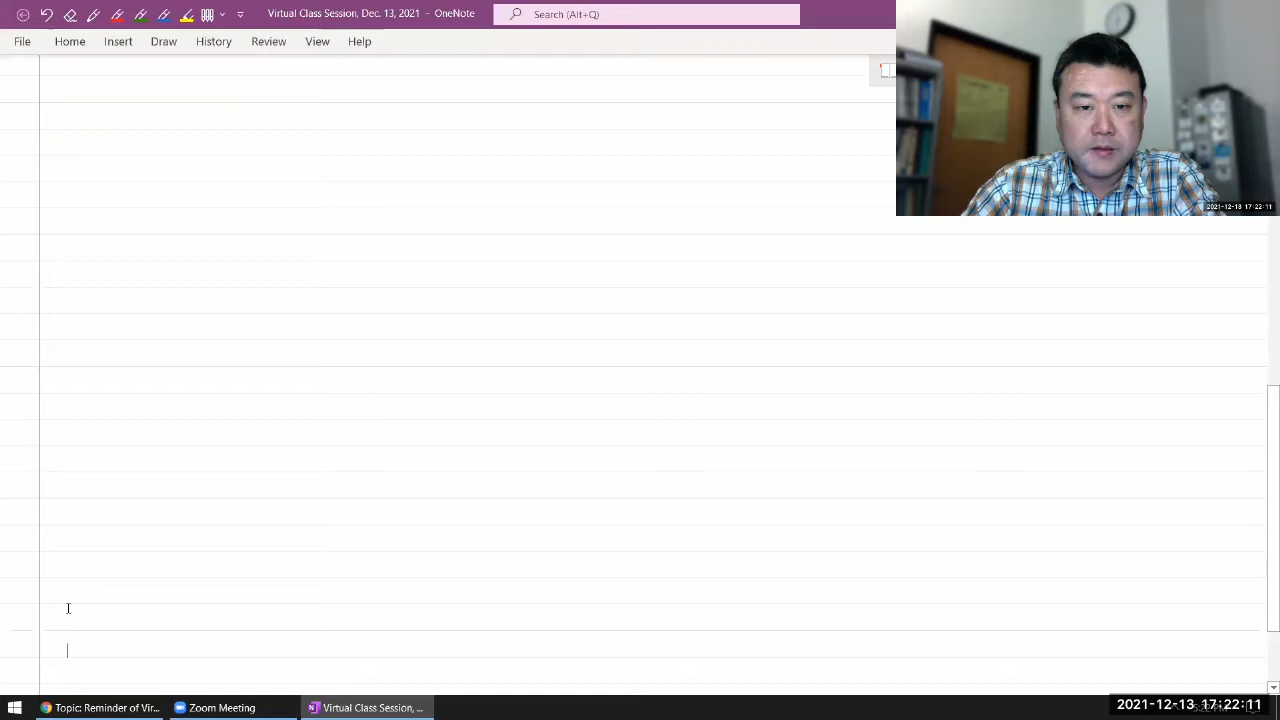 Virtual Class Session, Dec. 13, 2021 - OneNote
Search (Alt+Q)
File Home Insert Draw History Review View Help
2021-12-13 17:22:11
Topic: Reminder of Vir...
Zoom Meeting
Virtual Class Session, ...
2021-12-13 17:22:11